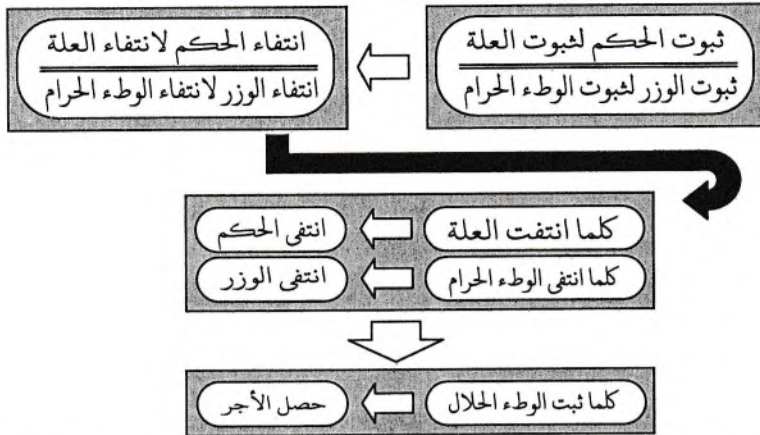 ثبوت الحكم لثبوت العلة
ثبوت الوزر لثبوت الوطء الحرام
انتفاء الحكم لانتفاء العلة
انتفاء الوزر لانتفاء الوطء الحرام
كلما انتفت العلة
انتفى الحكم
كلما انتفى الوطء الحرام
انتفى الوزر
كلما ثبت الوطء الحلال
حصل الأجر